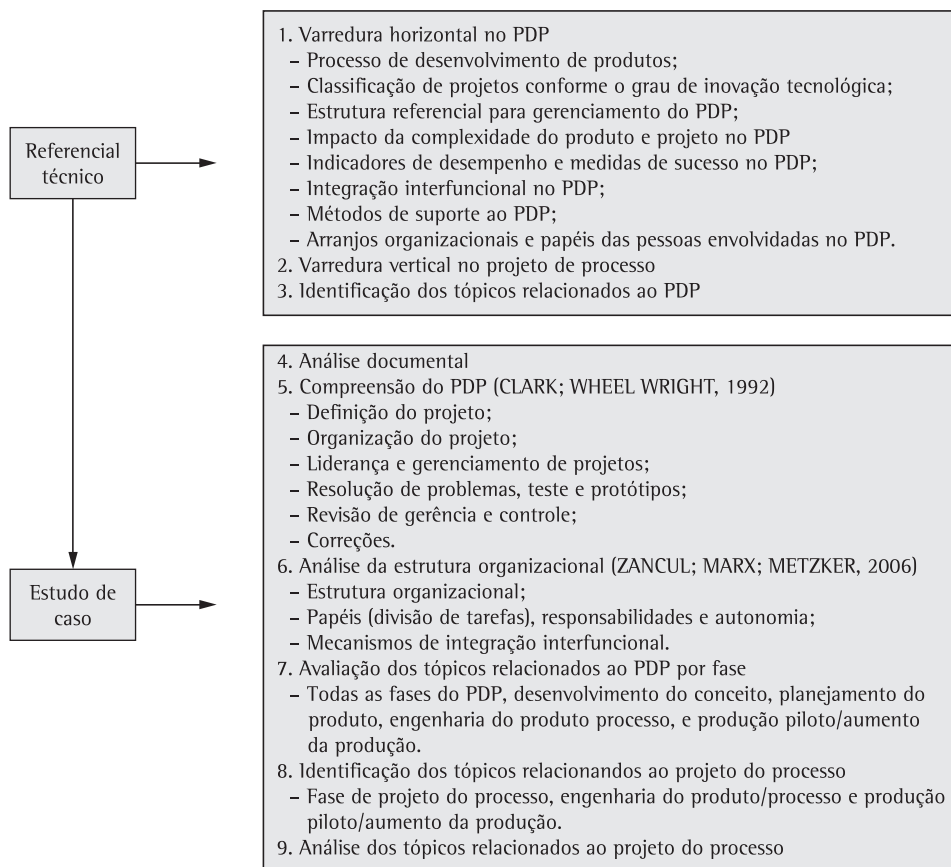 Referencial
técnico
1. Varredura horizontal no PDP
– Processo de desenvolvimento de produtos;
– Classificação de projetos conforme o grau de inovação tecnológica;
– Estrutura referencial para gerenciamento do PDP;
– Impacto da complexidade do produto e projeto no PDP
– Indicadores de desempenho e medidas de sucesso no PDP;
– Integração interfuncional no PDP;
– Métodos de suporte ao PDP;
– Arranjos organizacionais e papéis das pessoas envolvidas no PDP.
2. Varredura vertical no projeto de processo
3. Identificação dos tópicos relacionados ao PDP
Estudo de
caso
4. Análise documental
5. Compreensão do PDP (CLARK; WHEEL WRIGHT, 1992)
– Definição do projeto;
– Organização do projeto;
– Liderança e gerenciamento de projetos;
– Resolução de problemas, teste e protótipos;
– Revisão de gerência e controle;
– Correções.
6. Análise da estrutura organizacional (ZANCUL; MARX; METZKER, 2006)
– Estrutura organizacional;
– Papéis (divisão de tarefas), responsabilidades e autonomia;
– Mecanismos de integração interfuncional.
7. Avaliação dos tópicos relacionados ao PDP por fase
– Todas as fases do PDP, desenvolvimento do conceito, planejamento do
produto, engenharia do produto processo, e produção piloto/aumento
da produção.
8. Identificação dos tópicos relacionandos ao projeto do processo
– Fase de projeto do processo, engenharia do produto/processo e produção
piloto/aumento da produção.
9. Análise dos tópicos relacionados ao projeto do processo